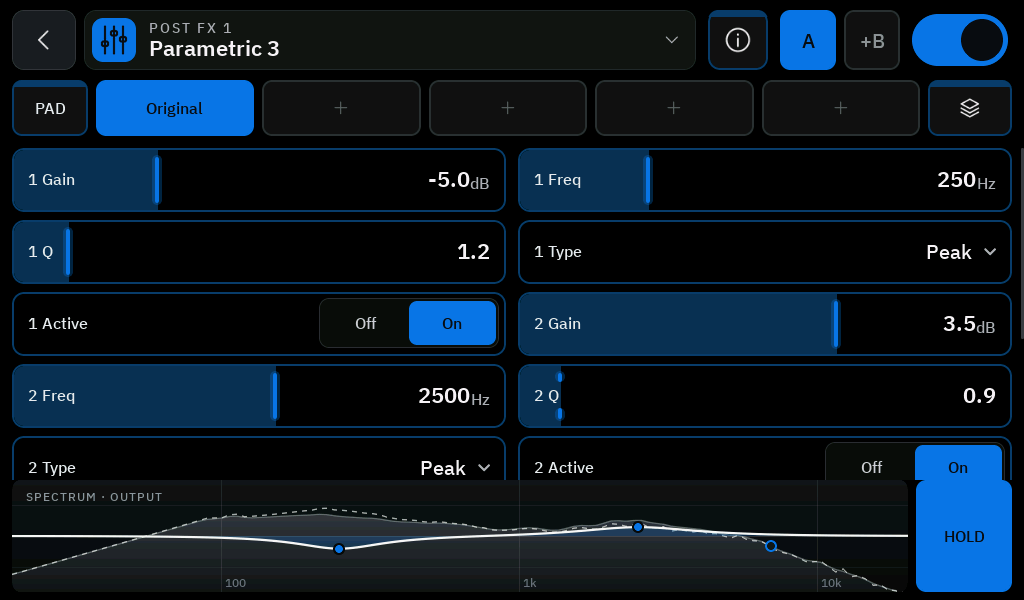 POST FX 1
Parametric 3
A
+B
PAD
Original
1 Gain
-5.0dB
1 Freq
250Hz
1 Q
1.2
1 Type
Peak
1 Active
Off
On
2 Gain
3.5dB
2 Freq
2500Hz
2 Q
0.9
2 Type
Peak
2 Active
Off
On
SPECTRUM · OUTPUT
100
1k
10k
HOLD